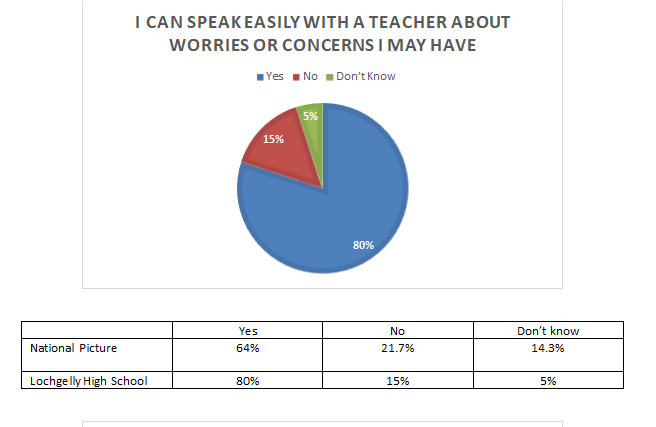 I CAN SPEAK EASILY WITH A TEACHER ABOUT
WORRIES OR CONCERNS I MAY HAVE
Yes No Don't Know
5%
15%
80%
Yes No Don't know
National Picture 64% 21.7% 14.3%
Lochgelly High School 80% 15% 5%